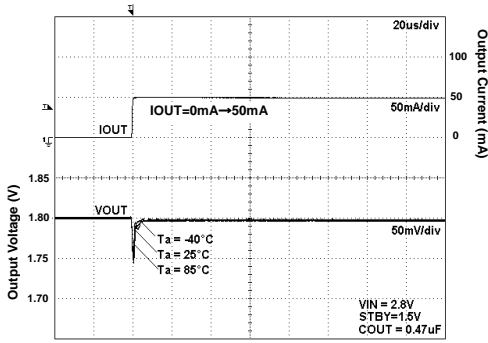 T
20us/div
100
50
0
Output Current (mA)
T
50mA/div
IOUT=0mA→50mA
IOUT
1
1.85
1.80
1.75
1.70
Output Voltage (V)
VOUT
50mV/div
Ta = -40°C
Ta = 25°C
Ta = 85°C
VIN = 2.8V
STBY=1.5V
COUT = 0.47uF